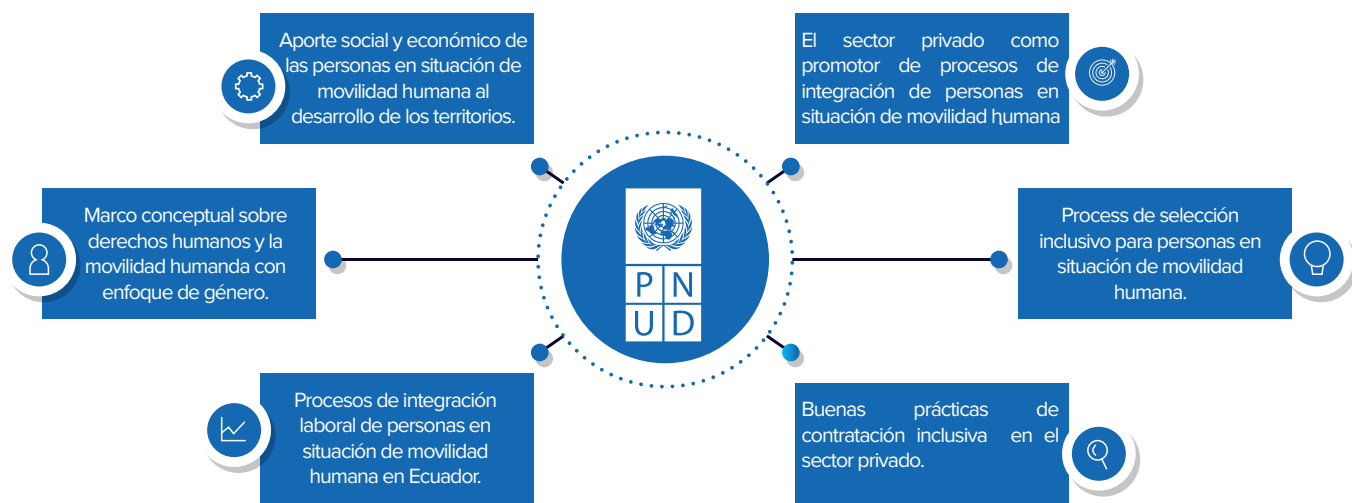 Aporte social y económico de
las personas en situación de
movilidad humana al
desarrollo de los territorios.
El sector privado como
promotor de procesos de
integración de personas en
situación de movilidad humana
Marco conceptual sobre
derechos humanos y la
movilidad humanda con
enfoque de género.
P N
U D
Process de selección
inclusivo para personas en
situación de movilidad
humana.
Procesos de integración
laboral de personas en
situación de movilidad
humana en Ecuador.
Buenas prácticas de
contratación inclusiva en el
sector privado.